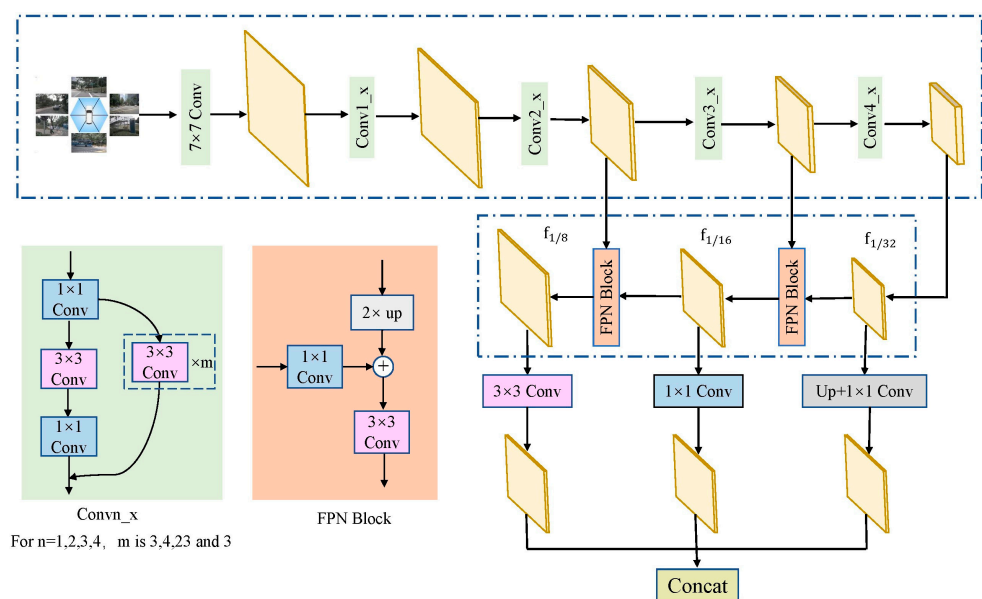 7×7 Conv
Conv1_x
Conv2_x
Conv3_x
Conv4_x
f1/8
f1/16
f1/32
FPN Block
FPN Block
3×3 Conv
1×1 Conv
Up+1×1 Conv
Concat
1×1
Conv
3×3
Conv
3×3
Conv
×m
1×1
Conv
Convn_x
For n=1,2,3,4, m is 3,4,23 and 3
2× up
1×1
Conv
+
3×3
Conv
FPN Block